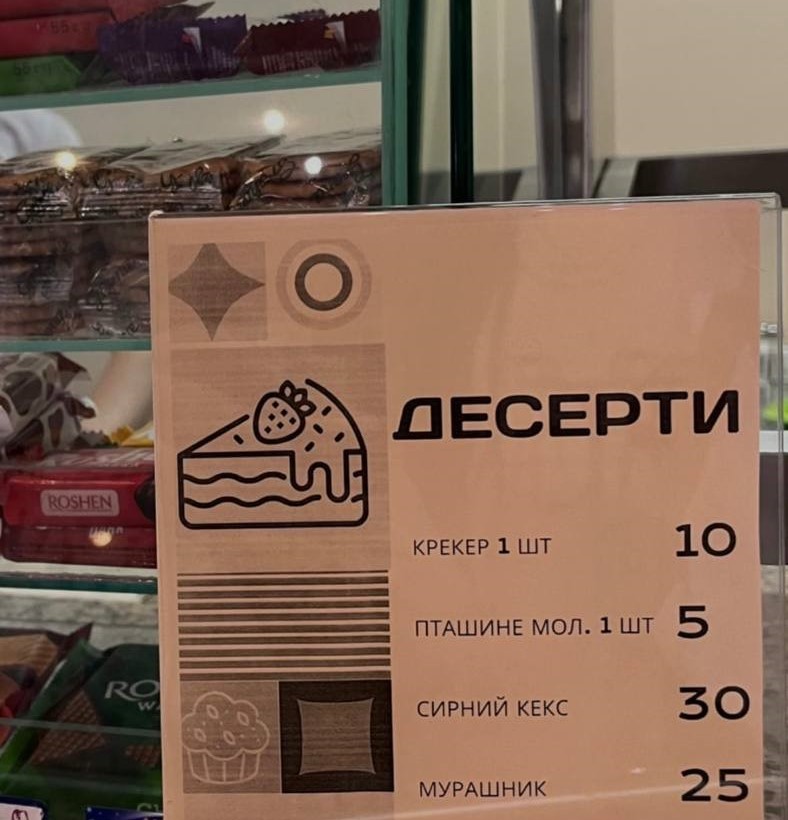 ДЕСЕРТИ
КРЕКЕР 1 ШТ 10
ПТАШИНЕ МОЛ. 1 ШТ 5
СИРНИЙ КЕКС 30
МУРАШНИК 25
ROSHEN